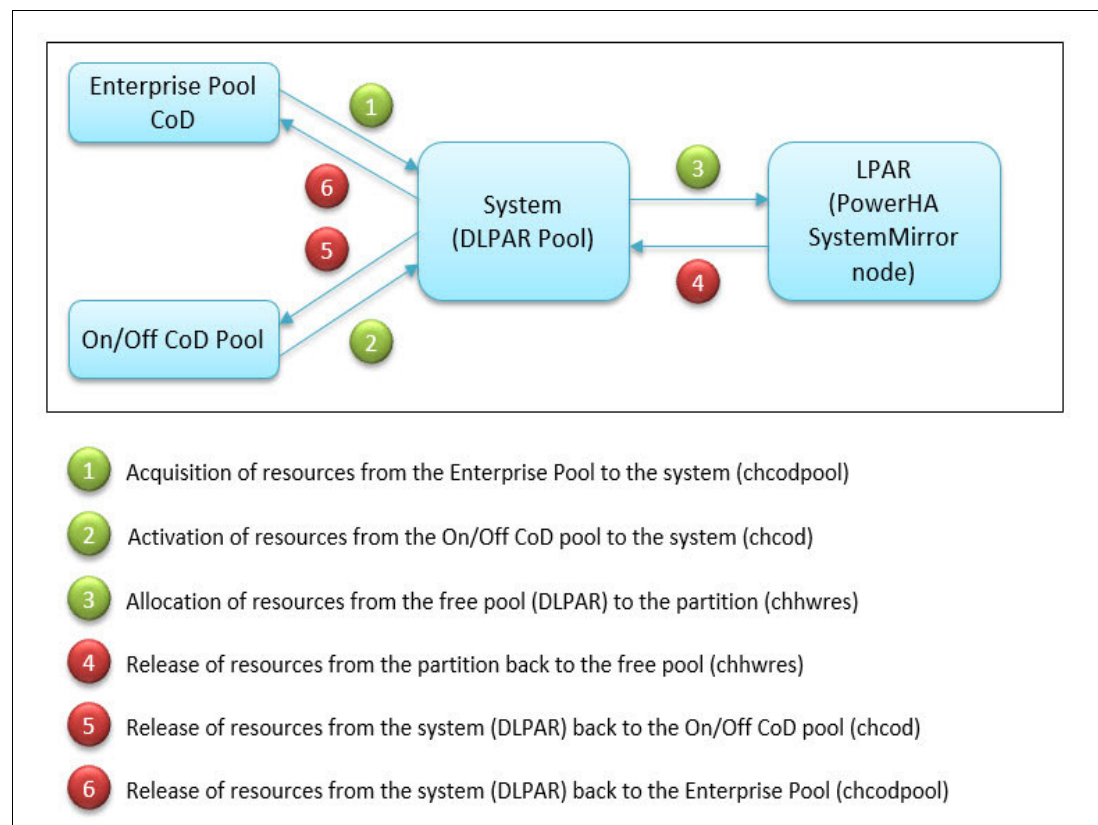 Enterprise Pool
CoD
1
6
5
2
On/Off CoD Pool
System
(DLPAR Pool)
3
4
LPAR
(PowerHA
SystemMirror
node)
1 Acquisition of resources from the Enterprise Pool to the system (chcodpool)
2 Activation of resources from the On/Off CoD pool to the system (chcod)
3 Allocation of resources from the free pool (DLPAR) to the partition (chhwres)
4 Release of resources from the partition back to the free pool (chhwres)
5 Release of resources from the system (DLPAR) back to the On/Off CoD pool (chcod)
6 Release of resources from the system (DLPAR) back to the Enterprise Pool (chcodpool)